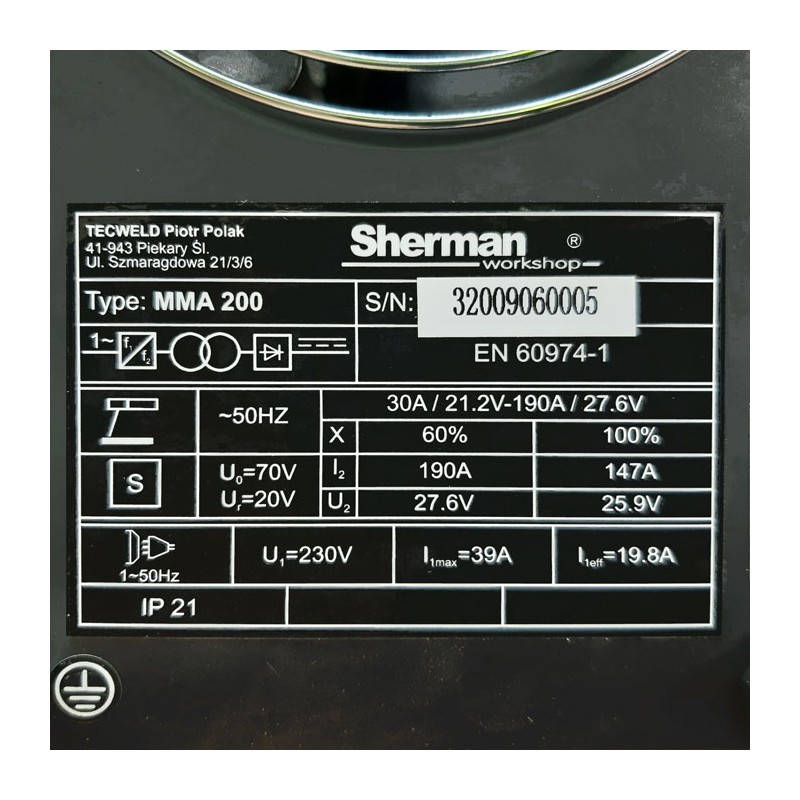 TECWELD Piotr Polak
41-943 Piekary Śl.
Ul. Szmaragdowa 21/3/6
Sherman ®
workshop
Type: MMA 200
S/N: 32009060005
1~ f1 f2
EN 60974-1
~50HZ
30A / 21.2V-190A / 27.6V
X 60% 100%
S
U0=70V
Ur=20V
I2 190A 147A
U2 27.6V 25.9V
1~50Hz
U1=230V
I1max=39A
I1eff=19.8A
IP 21